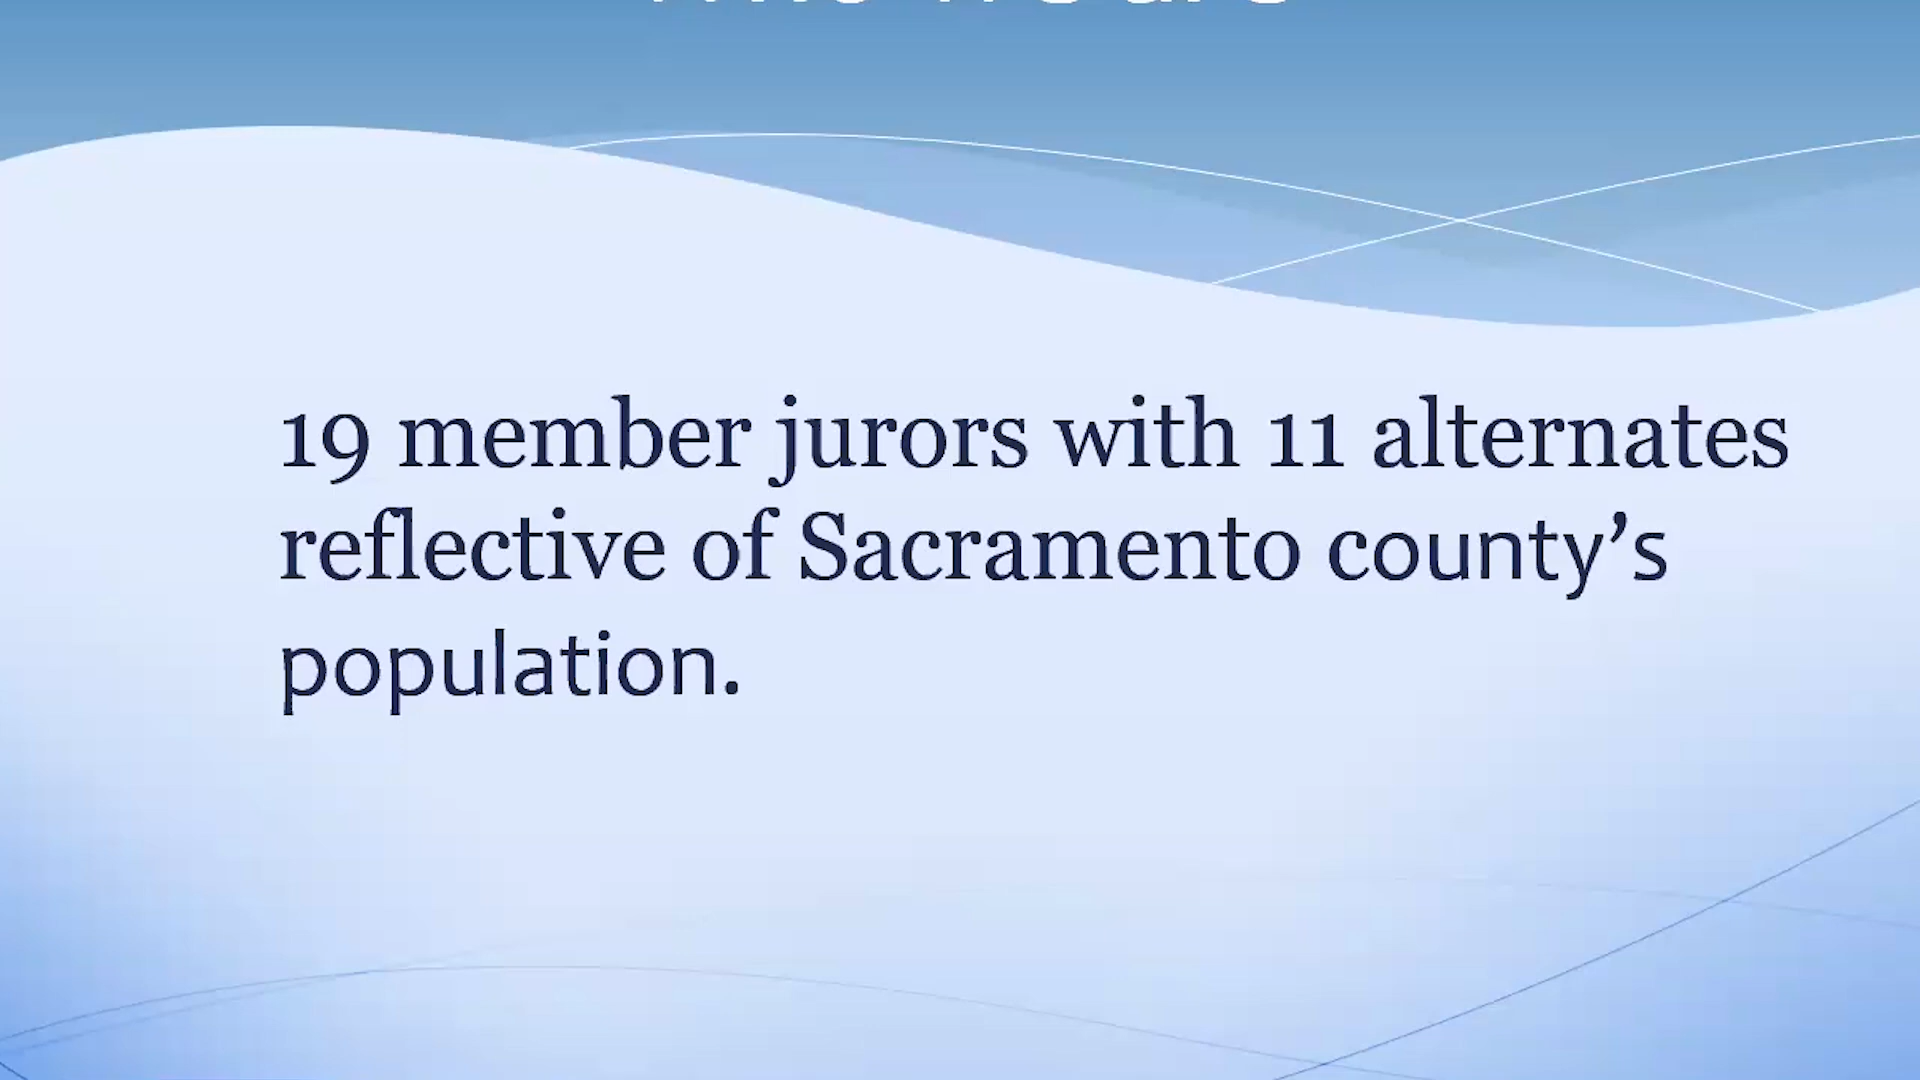 19 member jurors with 11 alternates
reflective of Sacramento county’s
population.